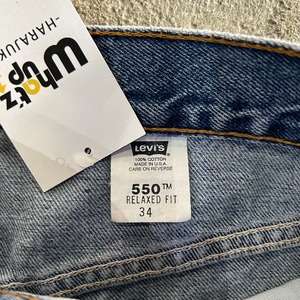 What'z
up
-HARAJUKU
Levi's
100% COTTON
MADE IN U.S.A.
CARE ON REVERSE
550™
RELAXED FIT
34